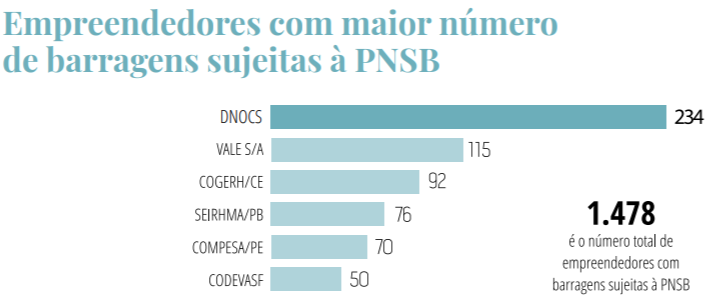 Empreendedores com maior número
de barragens sujeitas à PNSB
DNOCS 234
VALE S/A 115
COGERH/CE 92
SEIRHMA/PB 76
COMPESA/PE 70
CODEVASF 50
1.478
é o número total de
empreendedores com
barragens sujeitas à PNSB